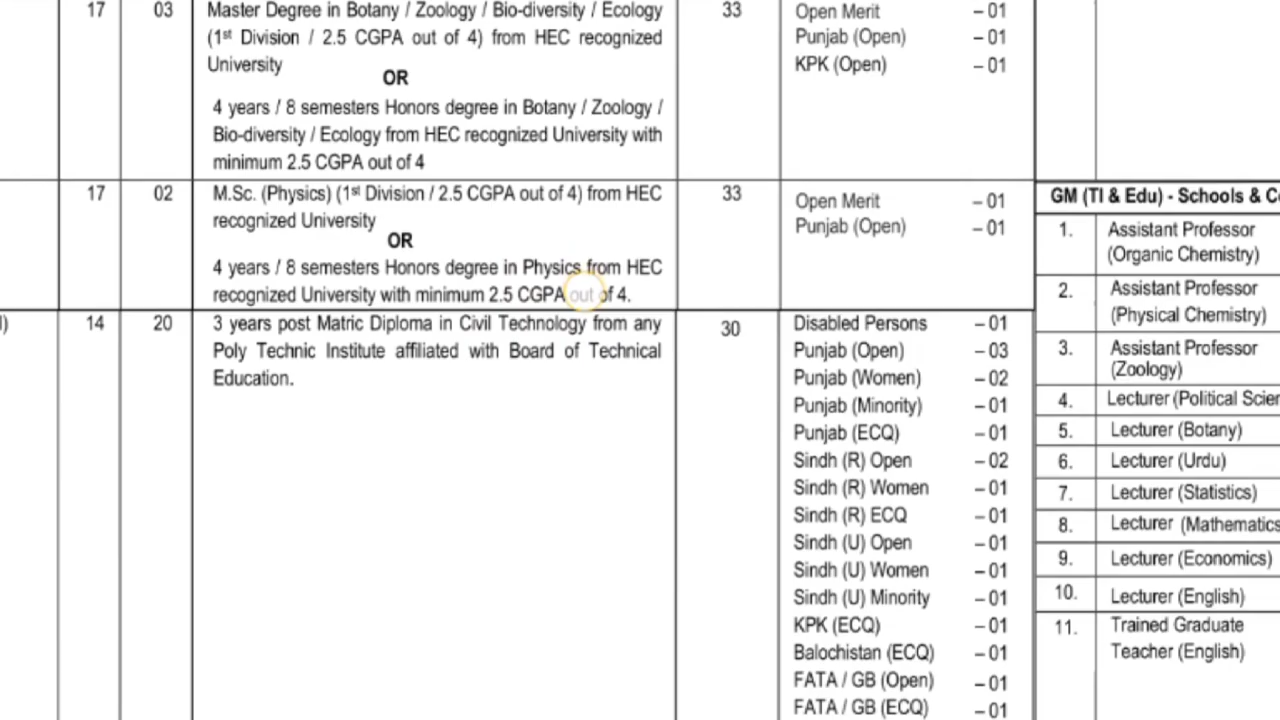 17 03 Master Degree in Botany / Zoology / Bio-diversity / Ecology 33 Open Merit – 01
(1st Division / 2.5 CGPA out of 4) from HEC recognized Punjab (Open) – 01
University KPK (Open) – 01
OR
4 years / 8 semesters Honors degree in Botany / Zoology /
Bio-diversity / Ecology from HEC recognized University with
minimum 2.5 CGPA out of 4
17 02 M.Sc. (Physics) (1st Division / 2.5 CGPA out of 4) from HEC 33 Open Merit – 01
recognized University Punjab (Open) – 01
OR
4 years / 8 semesters Honors degree in Physics from HEC
recognized University with minimum 2.5 CGPA out of 4.
l) 14 20 3 years post Matric Diploma in Civil Technology from any 30 Disabled Persons – 01
Poly Technic Institute affiliated with Board of Technical Punjab (Open) – 03
Education. Punjab (Women) – 02
Punjab (Minority) – 01
Punjab (ECQ) – 01
Sindh (R) Open – 02
Sindh (R) Women – 01
Sindh (R) ECQ – 01
Sindh (U) Open – 01
Sindh (U) Women – 01
Sindh (U) Minority – 01
KPK (ECQ) – 01
Balochistan (ECQ) – 01
FATA / GB (Open) – 01
FATA / GB (ECQ) – 01
GM (TI & Edu) - Schools & Co
1. Assistant Professor
(Organic Chemistry)
2. Assistant Professor
(Physical Chemistry)
3. Assistant Professor
(Zoology)
4. Lecturer (Political Scien
5. Lecturer (Botany)
6. Lecturer (Urdu)
7. Lecturer (Statistics)
8. Lecturer (Mathematics
9. Lecturer (Economics)
10. Lecturer (English)
11. Trained Graduate
Teacher (English)